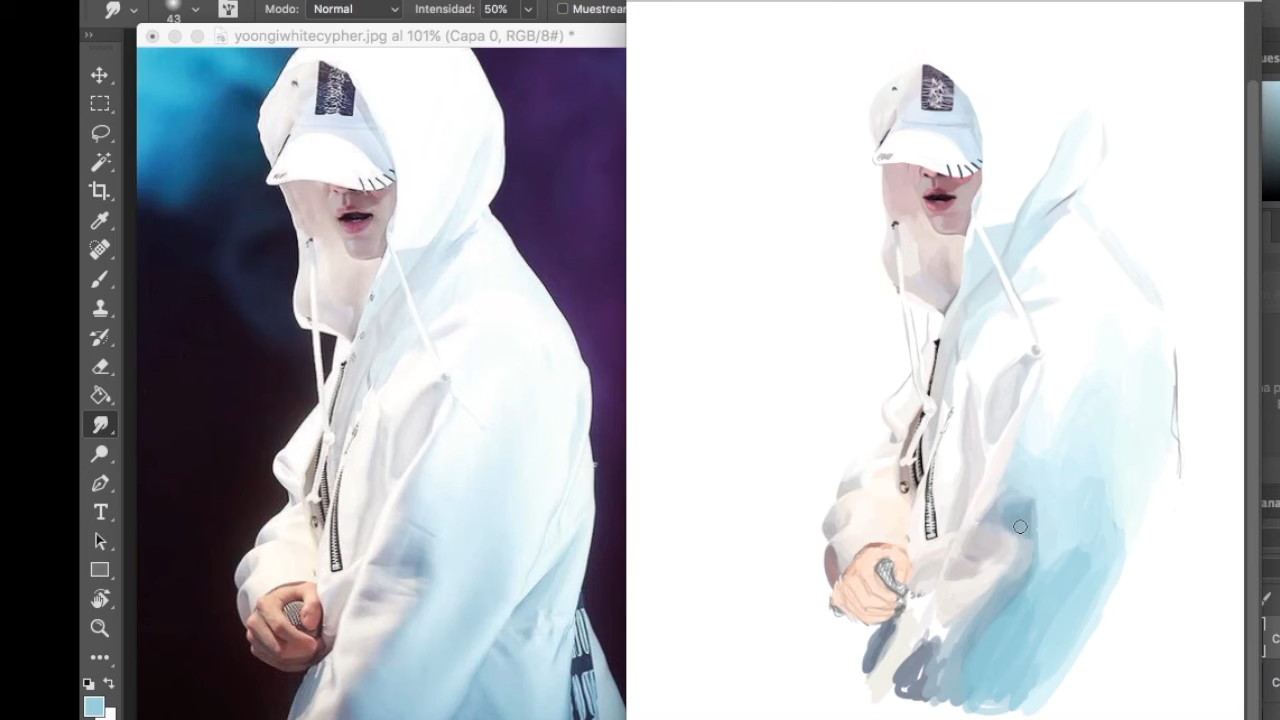 43
Modo: Normal
Intensidad: 50%
Muestrear
yoongiwhitecypher.jpg al 101% (Capa 0, RGB/8#) *
T